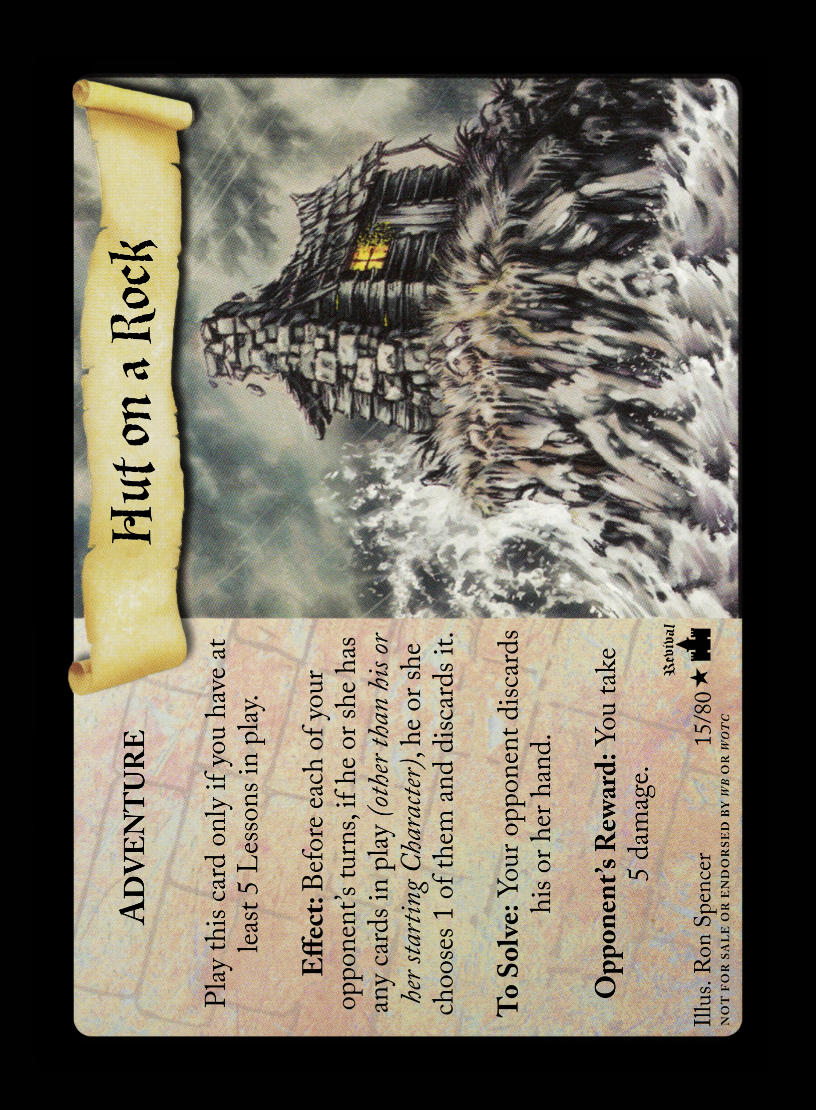 Hut on a Rock
ADVENTURE
Play this card only if you have at
least 5 Lessons in play.
Effect: Before each of your
opponent's turns, if he or she has
any cards in play (other than his or
her starting Character), he or she
chooses 1 of them and discards it.
To Solve: Your opponent discards
his or her hand.
Opponent's Reward: You take
5 damage.
Revival
Illus. Ron Spencer 15/80 ★
NOT FOR SALE OR ENDORSED BY WB OR WOTC